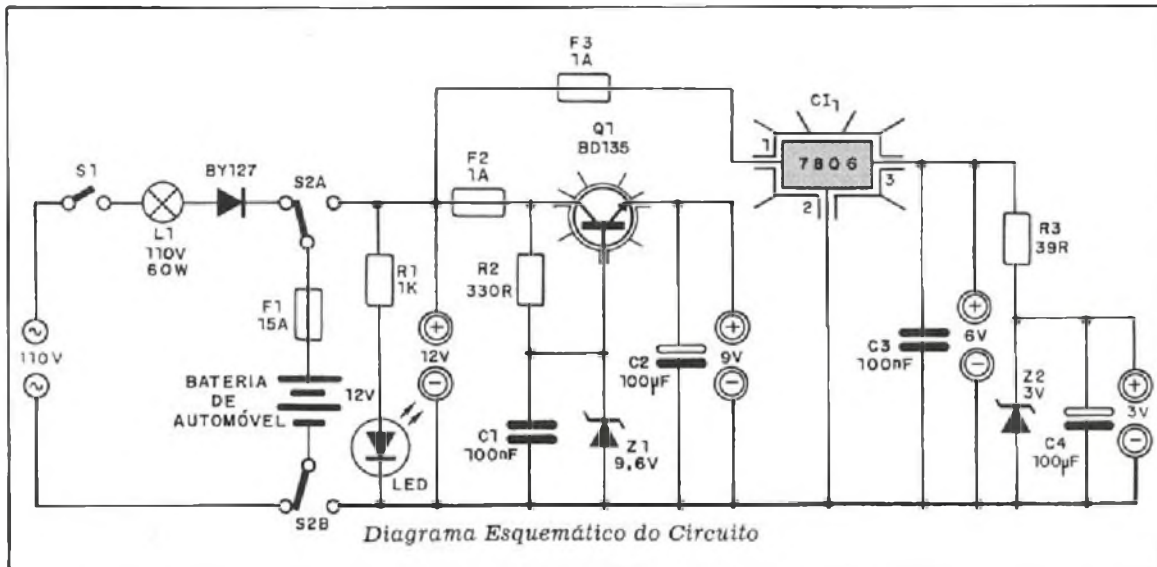 F3
1A
CI1
Q1
BD135
1
7806
3
2
F2
1A
S1
BY127
S2A
L1
110V
60W
R1
1K
R2
330R
R3
39R
F1
15A
110V
12V
BATERIA
DE
AUTOMÓVEL
12V
C2
100µF
9V
C3
100nF
6V
Z2
3V
3V
C1
100nF
Z1
9,6V
C4
100µF
LED
S2B
Diagrama Esquemático do Circuito